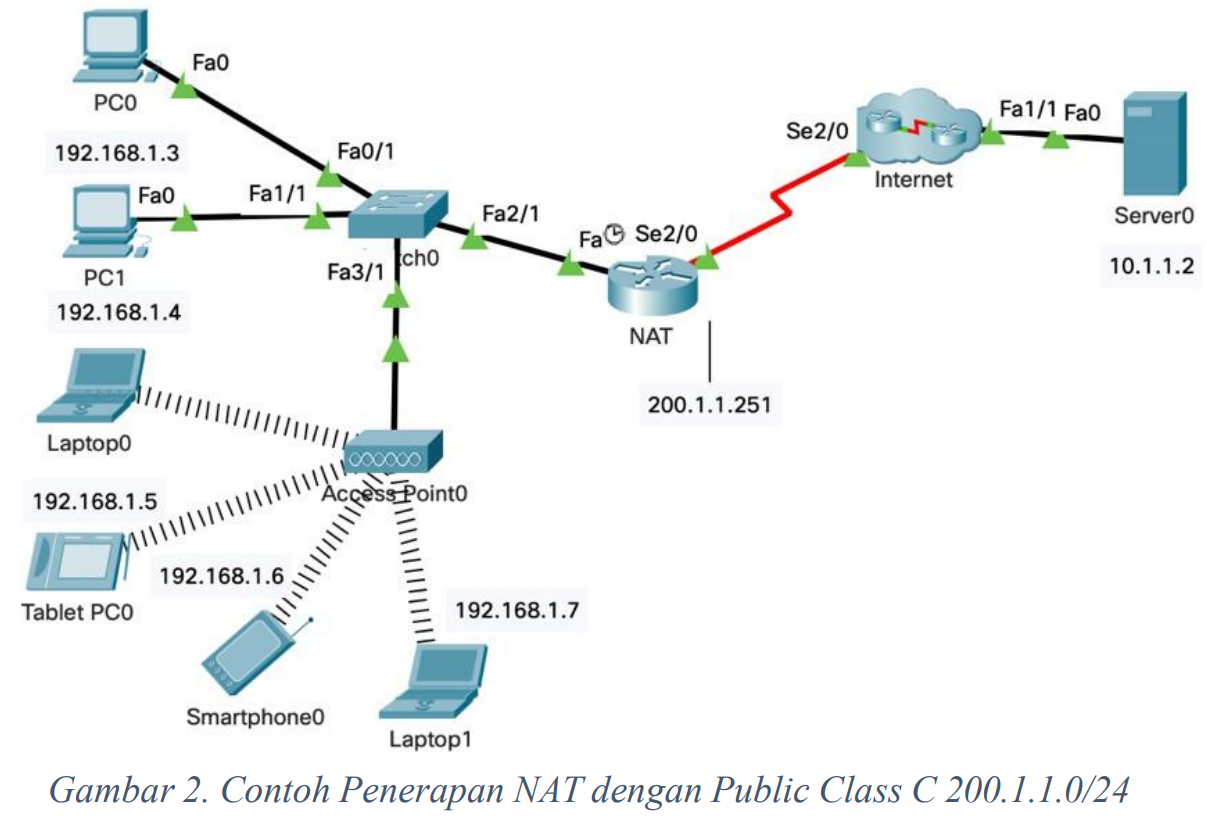 Fa0
PC0
192.168.1.3
Fa0/1
Fa0
Fa1/1
PC1
192.168.1.4
tch0
Fa2/1
Fa3/1
Fa
Se2/0
NAT
200.1.1.251
Se2/0
Internet
Fa1/1
Fa0
Server0
10.1.1.2
Laptop0
192.168.1.5
Access Point0
Tablet PC0
192.168.1.6
Smartphone0
192.168.1.7
Laptop1
Gambar 2. Contoh Penerapan NAT dengan Public Class C 200.1.1.0/24